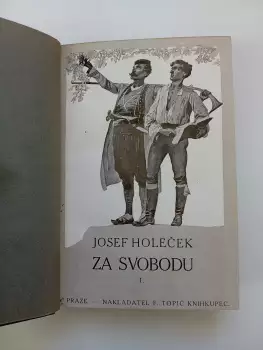 JOSEF HOLEČEK
ZA SVOBODU
I.
PRAZE. — NAKLADATEL F. TOPIČ KNIHKUPEC.